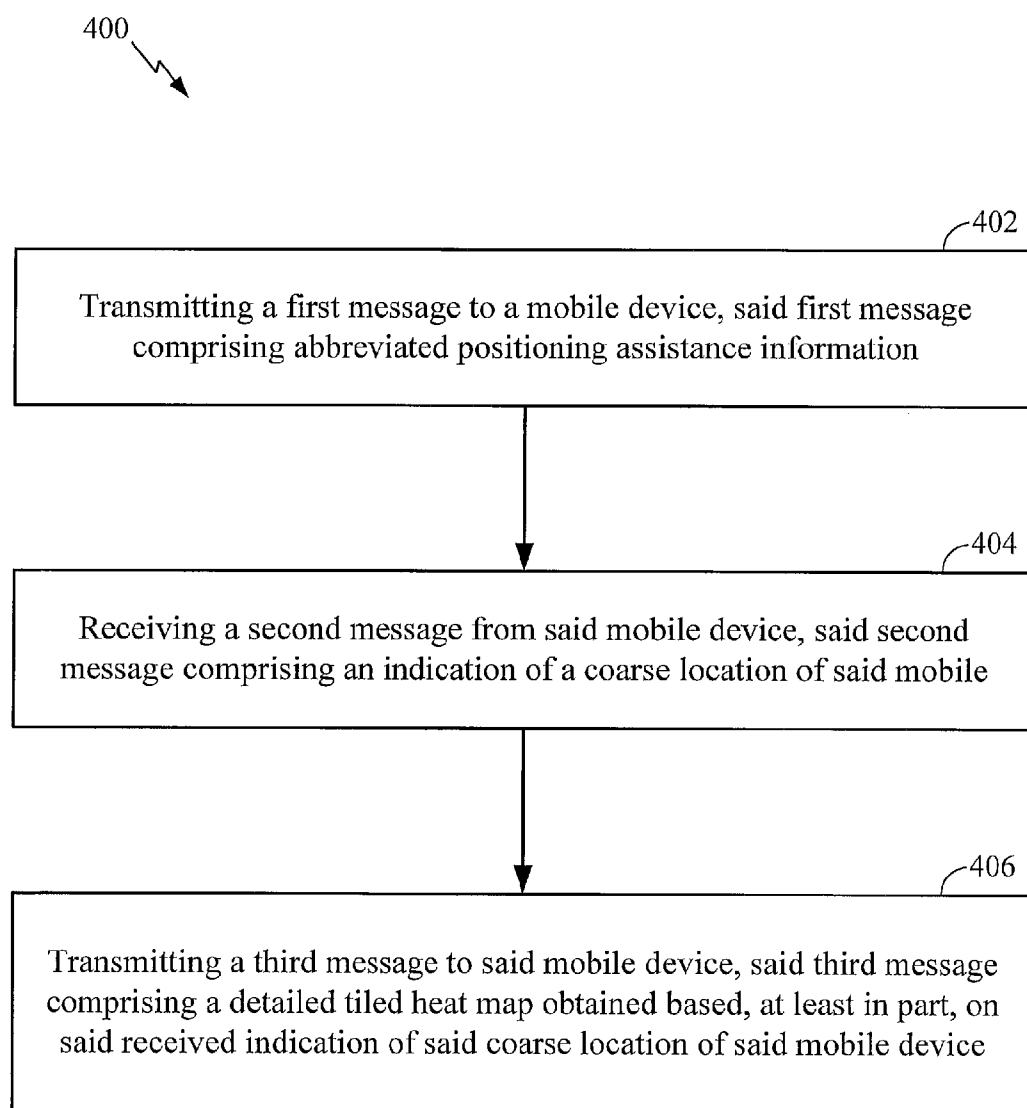 400
402
Transmitting a first message to a mobile device, said first message
comprising abbreviated positioning assistance information
404
Receiving a second message from said mobile device, said second
message comprising an indication of a coarse location of said mobile
406
Transmitting a third message to said mobile device, said third message
comprising a detailed tiled heat map obtained based, at least in part, on
said received indication of said coarse location of said mobile device